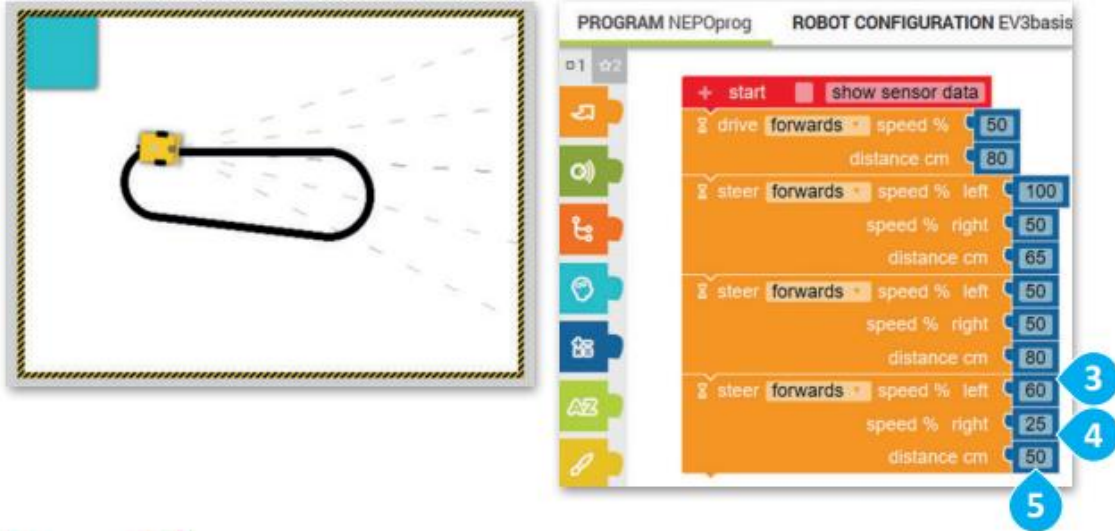 PROGRAM NEPOprog ROBOT CONFIGURATION EV3basis
1 2
+ start show sensor data
drive forwards speed % 50
distance cm 80
steer forwards speed % left 100
speed % right 50
distance cm 65
steer forwards speed % left 50
speed % right 50
distance cm 80
steer forwards speed % left 60
speed % right 25
distance cm 50
AZ
3
4
5